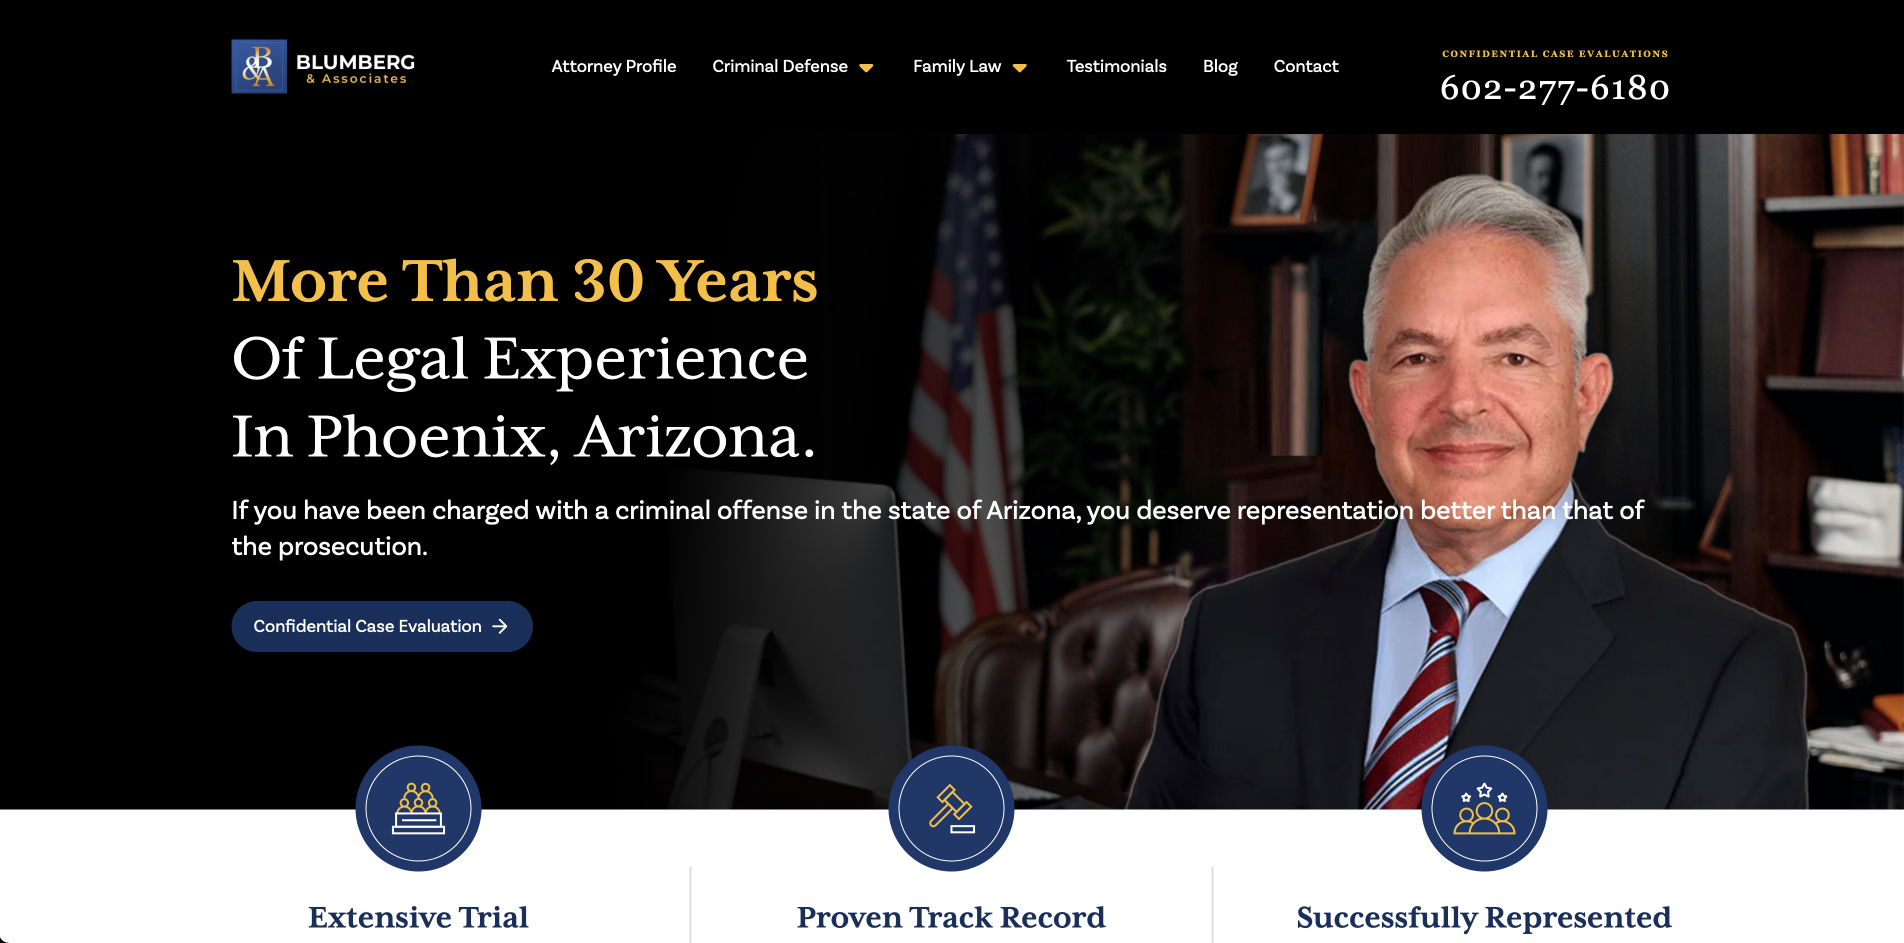 B&A
BLUMBERG
& Associates
Attorney Profile
Criminal Defense
Family Law
Testimonials
Blog
Contact
CONFIDENTIAL CASE EVALUATIONS
602-277-6180
More Than 30 Years
Of Legal Experience
In Phoenix, Arizona.
If you have been charged with a criminal offense in the state of Arizona, you deserve representation better than that of
the prosecution.
Confidential Case Evaluation
Extensive Trial
Proven Track Record
Successfully Represented